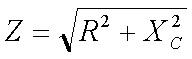 Z = √(R² + X_C²)